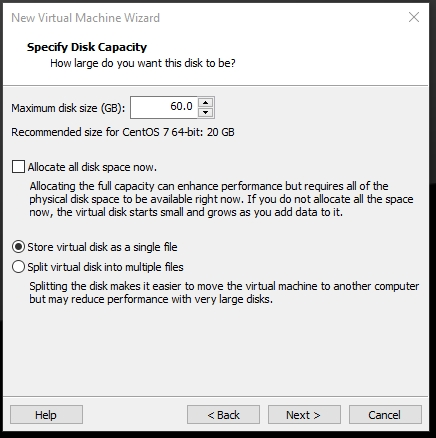 New Virtual Machine Wizard
Specify Disk Capacity
How large do you want this disk to be?
Maximum disk size (GB): 60.0
Recommended size for CentOS 7 64-bit: 20 GB
Allocate all disk space now.
Allocating the full capacity can enhance performance but requires all of the
physical disk space to be available right now. If you do not allocate all the space
now, the virtual disk starts small and grows as you add data to it.
Store virtual disk as a single file
Split virtual disk into multiple files
Splitting the disk makes it easier to move the virtual machine to another computer
but may reduce performance with very large disks.
Help < Back Next > Cancel